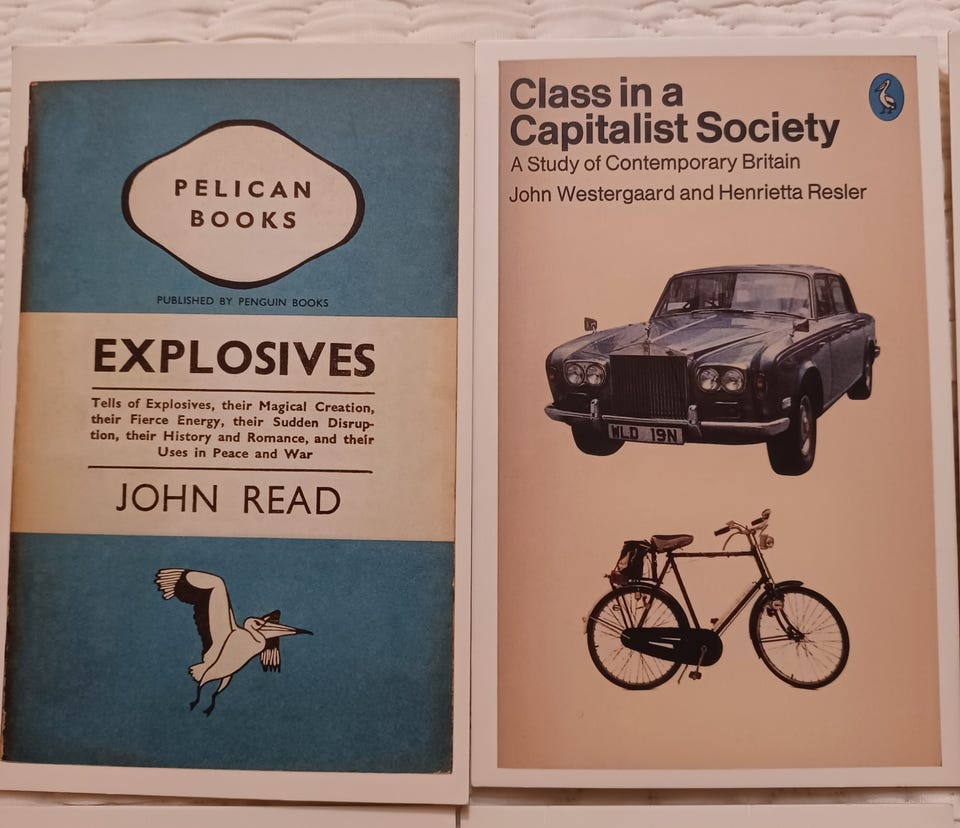 PELICAN
BOOKS
PUBLISHED BY PENGUIN BOOKS
EXPLOSIVES
Tells of Explosives, their Magical Creation,
their Fierce Energy, their Sudden Disrup-
tion, their History and Romance, and their
Uses in Peace and War
JOHN READ
Class in a
Capitalist Society
A Study of Contemporary Britain
John Westergaard and Henrietta Resler
WLD 19N